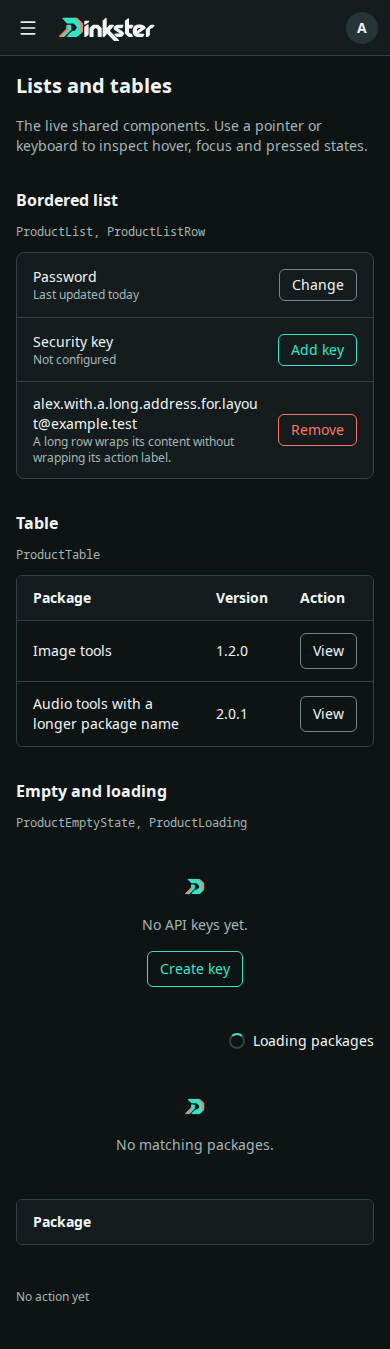 Dinkster
A
Lists and tables
The live shared components. Use a pointer or
keyboard to inspect hover, focus and pressed states.
Bordered list
ProductList, ProductListRow
Password
Last updated today
Change
Security key
Not configured
Add key
alex.with.a.long.address.for.layou
t@example.test
A long row wraps its content without
wrapping its action label.
Remove
Table
ProductTable
Package Version Action
Image tools 1.2.0 View
Audio tools with a
longer package name
2.0.1 View
Empty and loading
ProductEmptyState, ProductLoading
No API keys yet.
Create key
Loading packages
No matching packages.
Package
No action yet